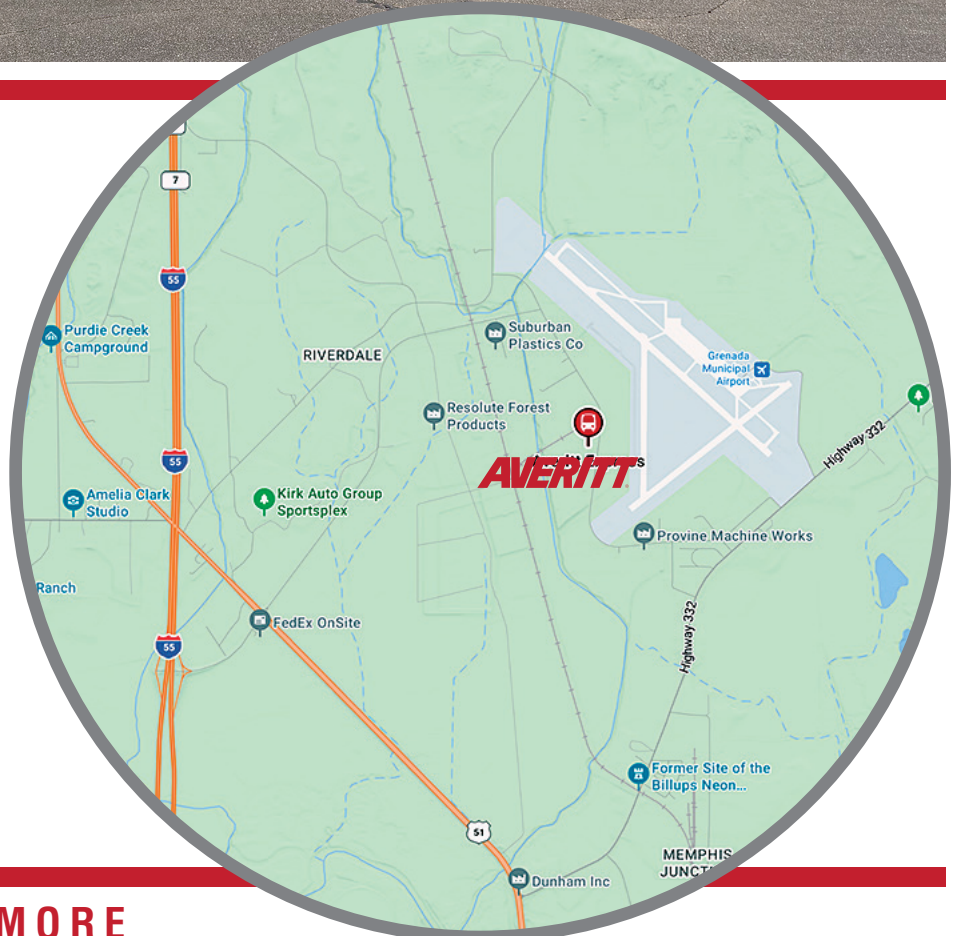 7
55
Purdie Creek
Campground
RIVERDALE
Suburban
Plastics Co
Grenada
Municipal
Airport
Resolute Forest
Products
Highway 332
55
AVERITT
Amelia Clark
Studio
Kirk Auto Group
Sportsplex
Provine Machine Works
Ranch
FedEx OnSite
Highway 332
55
Former Site of the
Billups Neon...
51
MEMPHIS
Dunham Inc
MORE